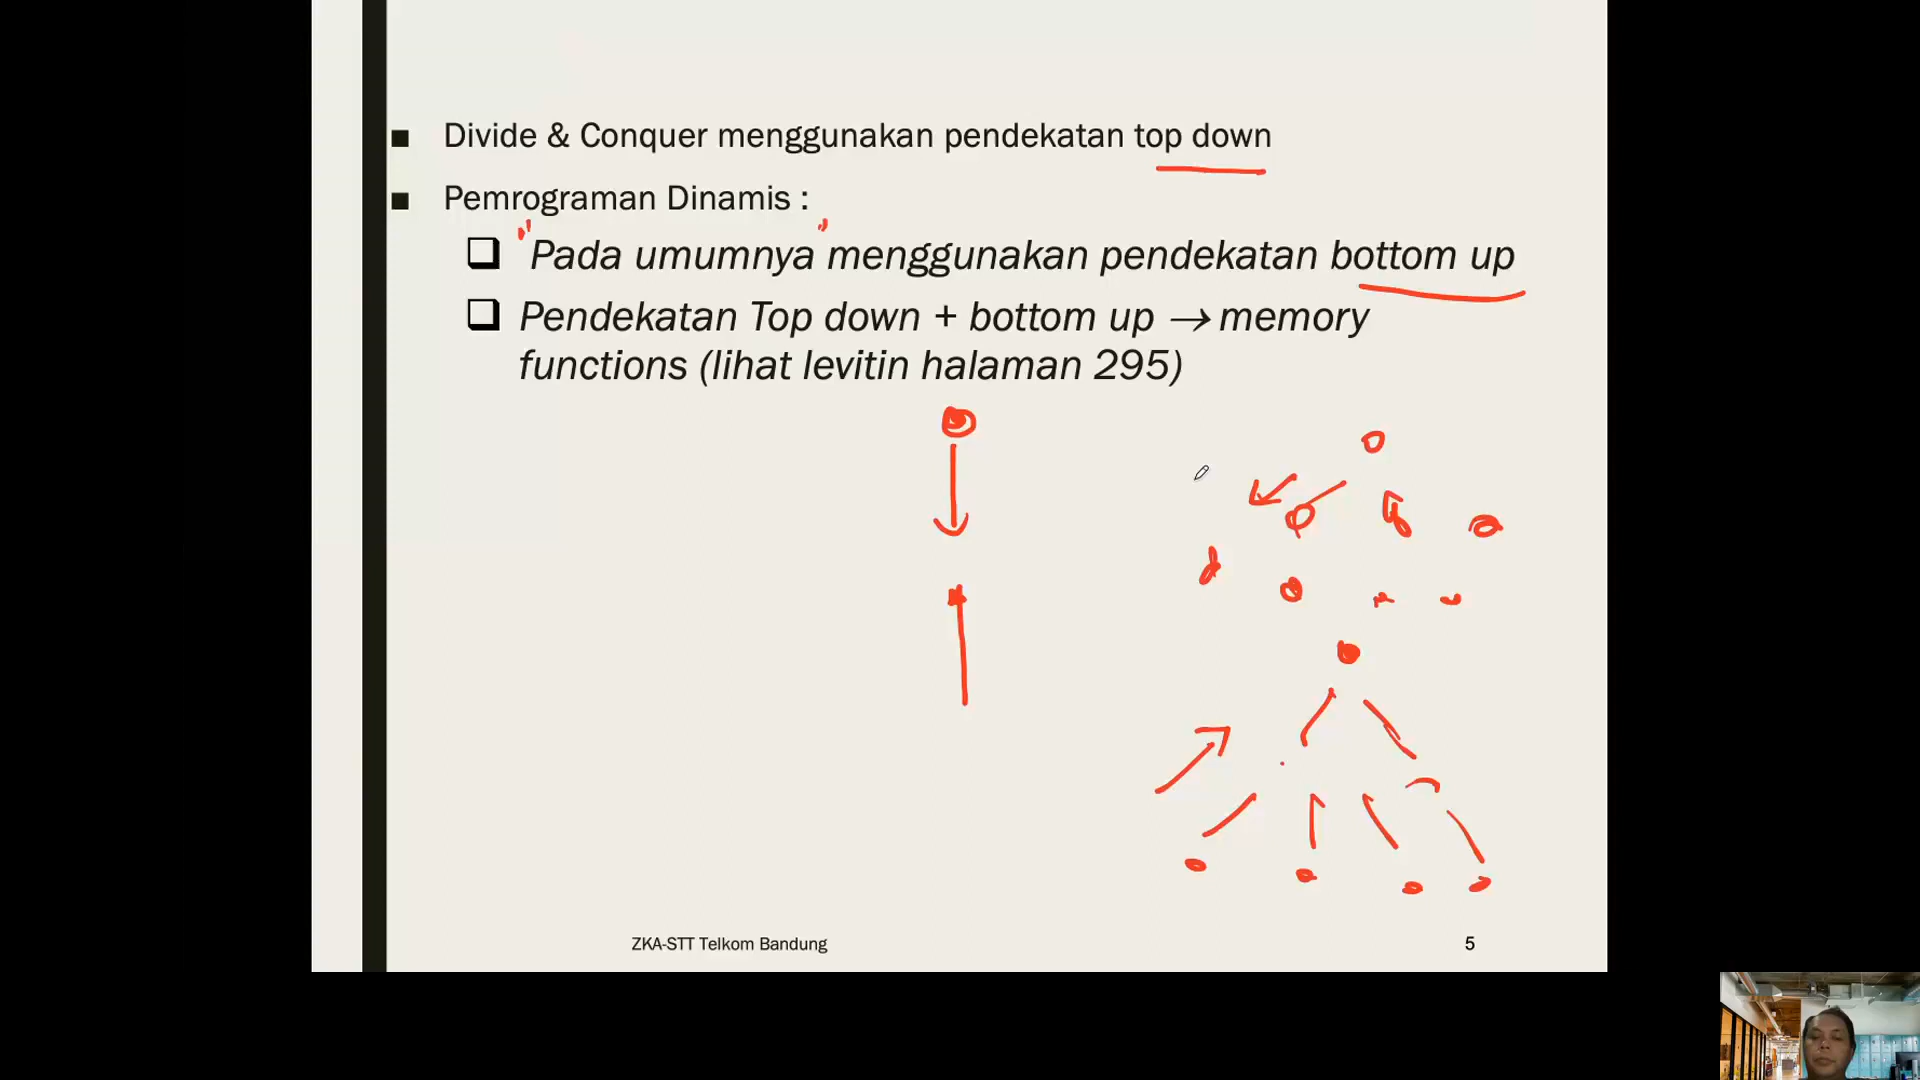 ■ Divide & Conquer menggunakan pendekatan top down
■ Pemrograman Dinamis :
❑ "Pada umumnya" menggunakan pendekatan bottom up
❑ Pendekatan Top down + bottom up → memory
functions (lihat levitin halaman 295)
ZKA-STT Telkom Bandung
5